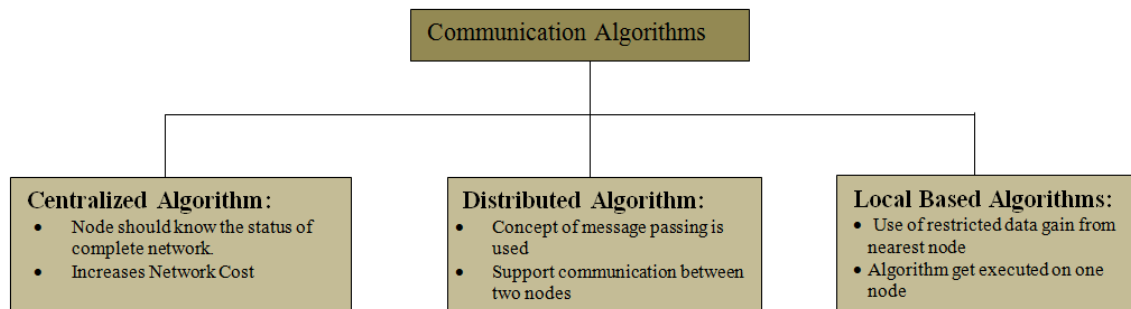 Communication Algorithms
Centralized Algorithm:
• Node should know the status of
complete network.
• Increases Network Cost
Distributed Algorithm:
• Concept of message passing is
used
• Support communication between
two nodes
Local Based Algorithms:
• Use of restricted data gain from
nearest node
• Algorithm get executed on one
node